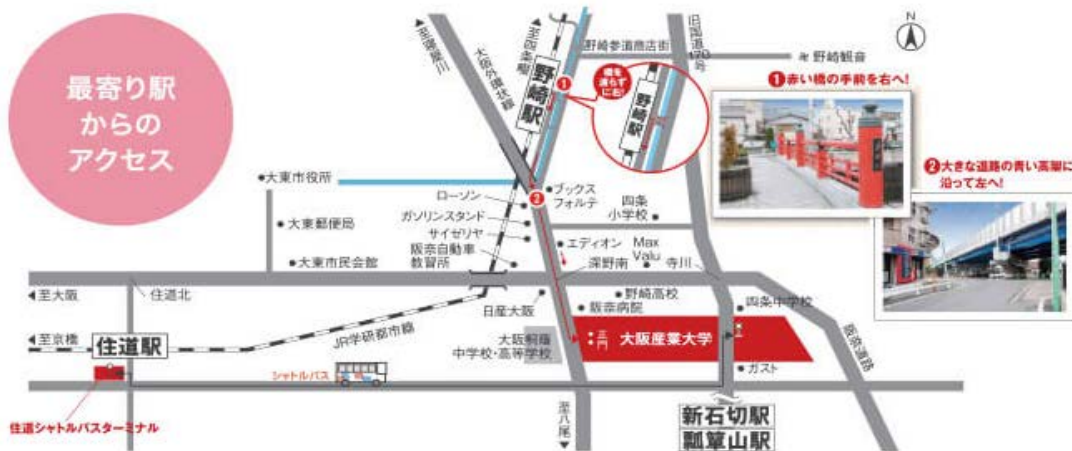 最寄り駅
からの
アクセス
至寝屋川
大阪外環状線
至四条畷
野崎駅
1
野崎参道商店街
旧国道170号
卍 野崎観音
N
橋を
渡らず
に右!
野崎駅
1 赤い橋の手前を右へ!
2 大きな道路の青い高架に
沿って左へ!
大東市役所
ローソン
2
ブックス
フォルテ
四条
小学校
大東郵便局
ガソリンスタンド
サイゼリヤ
エディオン
Max
Valu
大東市民会館
阪奈自動車
教習所
深野南
寺川
至大阪
住道北
日産大阪
野崎高校
阪奈病院
四条中学校
至京橋
住道駅
JR学研都市線
大阪桐蔭
中学校・高等学校
正門
大阪産業大学
阪奈道路
シャトルバス
ガスト
住道シャトルバスターミナル
至八尾
新石切駅
瓢箪山駅